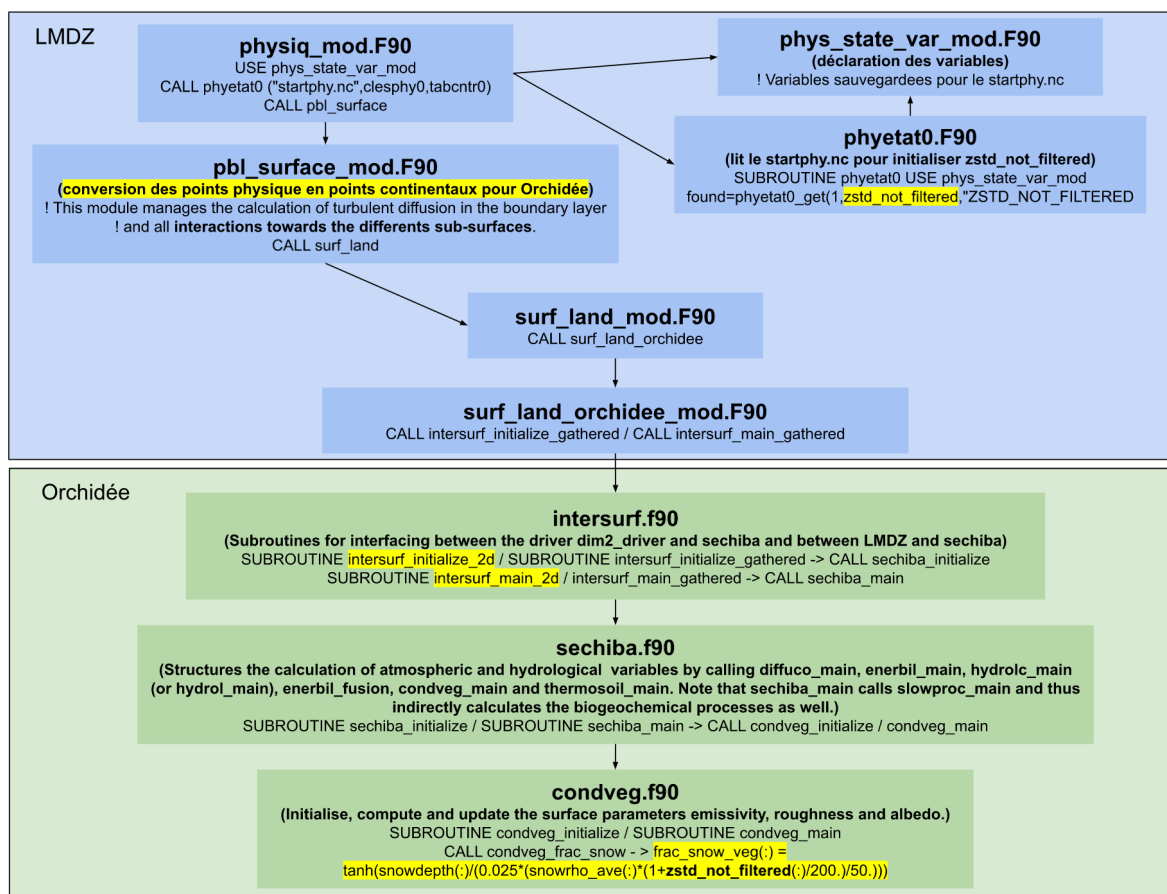 LMDZ
physiq_mod.F90
USE phys_state_var_mod
CALL phyetat0 ("startphy.nc",clesphy0,tabcntr0)
CALL pbl_surface
phys_state_var_mod.F90
(déclaration des variables)
! Variables sauvegardees pour le startphy.nc
phyetat0.F90
(lit le startphy.nc pour initialiser zstd_not_filtered)
SUBROUTINE phyetat0 USE phys_state_var_mod
found=phyetat0_get(1,zstd_not_filtered,"ZSTD_NOT_FILTERED
pbl_surface_mod.F90
(conversion des points physique en points continentaux pour Orchidée)
! This module manages the calculation of turbulent diffusion in the boundary layer
! and all interactions towards the differents sub-surfaces.
CALL surf_land
surf_land_mod.F90
CALL surf_land_orchidee
surf_land_orchidee_mod.F90
CALL intersurf_initialize_gathered / CALL intersurf_main_gathered
Orchidée
intersurf.f90
(Subroutines for interfacing between the driver dim2_driver and sechiba and between LMDZ and sechiba)
SUBROUTINE intersurf_initialize_2d / SUBROUTINE intersurf_initialize_gathered -> CALL sechiba_initialize
SUBROUTINE intersurf_main_2d / intersurf_main_gathered -> CALL sechiba_main
sechiba.f90
(Structures the calculation of atmospheric and hydrological variables by calling diffuco_main, enerbil_main, hydrolc_main
(or hydrol_main), enerbil_fusion, condveg_main and thermosoil_main. Note that sechiba_main calls slowproc_main and thus
indirectly calculates the biogeochemical processes as well.)
SUBROUTINE sechiba_initialize / SUBROUTINE sechiba_main -> CALL condveg_initialize / condveg_main
condveg.f90
(Initialise, compute and update the surface parameters emissivity, roughness and albedo.)
SUBROUTINE condveg_initialize / SUBROUTINE condveg_main
CALL condveg_frac_snow - > frac_snow_veg(:) =
tanh(snowdepth(:)/(0.025*(snowrho_ave(:)*(1+zstd_not_filtered(:)/200.)/50.)))